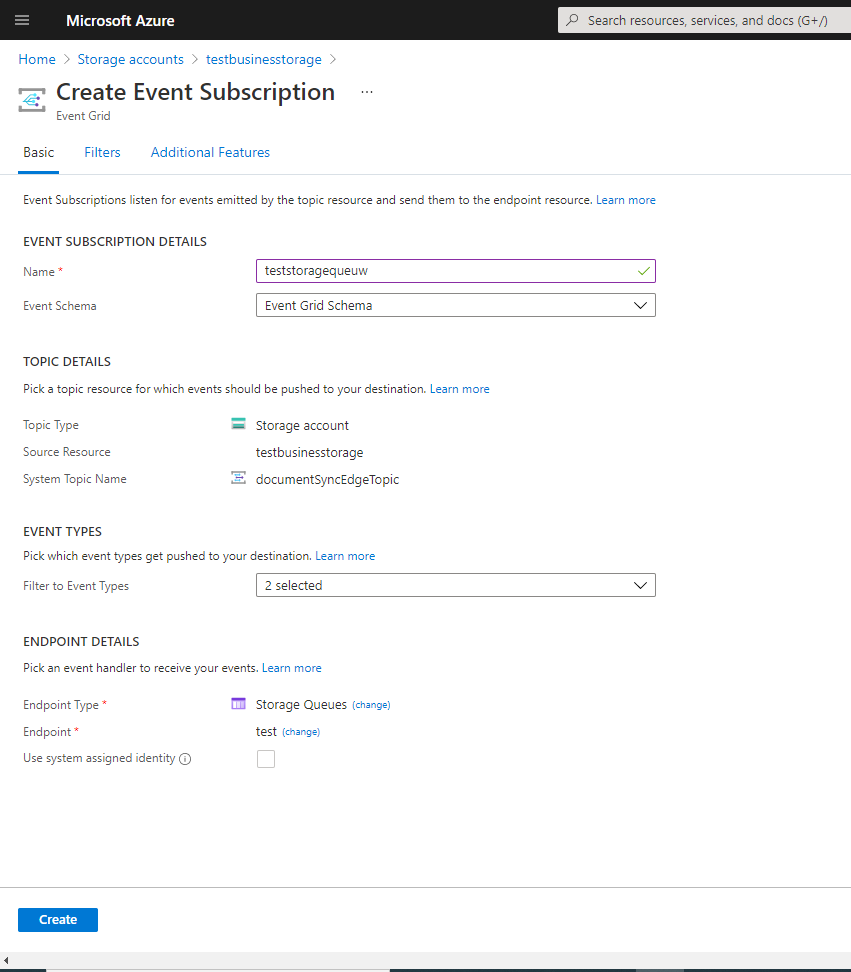 Microsoft Azure
Search resources, services, and docs (G+/)
Home > Storage accounts > testbusinesstorage >
Create Event Subscription ...
Event Grid
Basic Filters Additional Features
Event Subscriptions listen for events emitted by the topic resource and send them to the endpoint resource. Learn more
EVENT SUBSCRIPTION DETAILS
Name * teststoragequeuw
Event Schema Event Grid Schema
TOPIC DETAILS
Pick a topic resource for which events should be pushed to your destination. Learn more
Topic Type Storage account
Source Resource testbusinesstorage
System Topic Name documentSyncEdgeTopic
EVENT TYPES
Pick which event types get pushed to your destination. Learn more
Filter to Event Types 2 selected
ENDPOINT DETAILS
Pick an event handler to receive your events. Learn more
Endpoint Type * Storage Queues (change)
Endpoint * test (change)
Use system assigned identity
Create